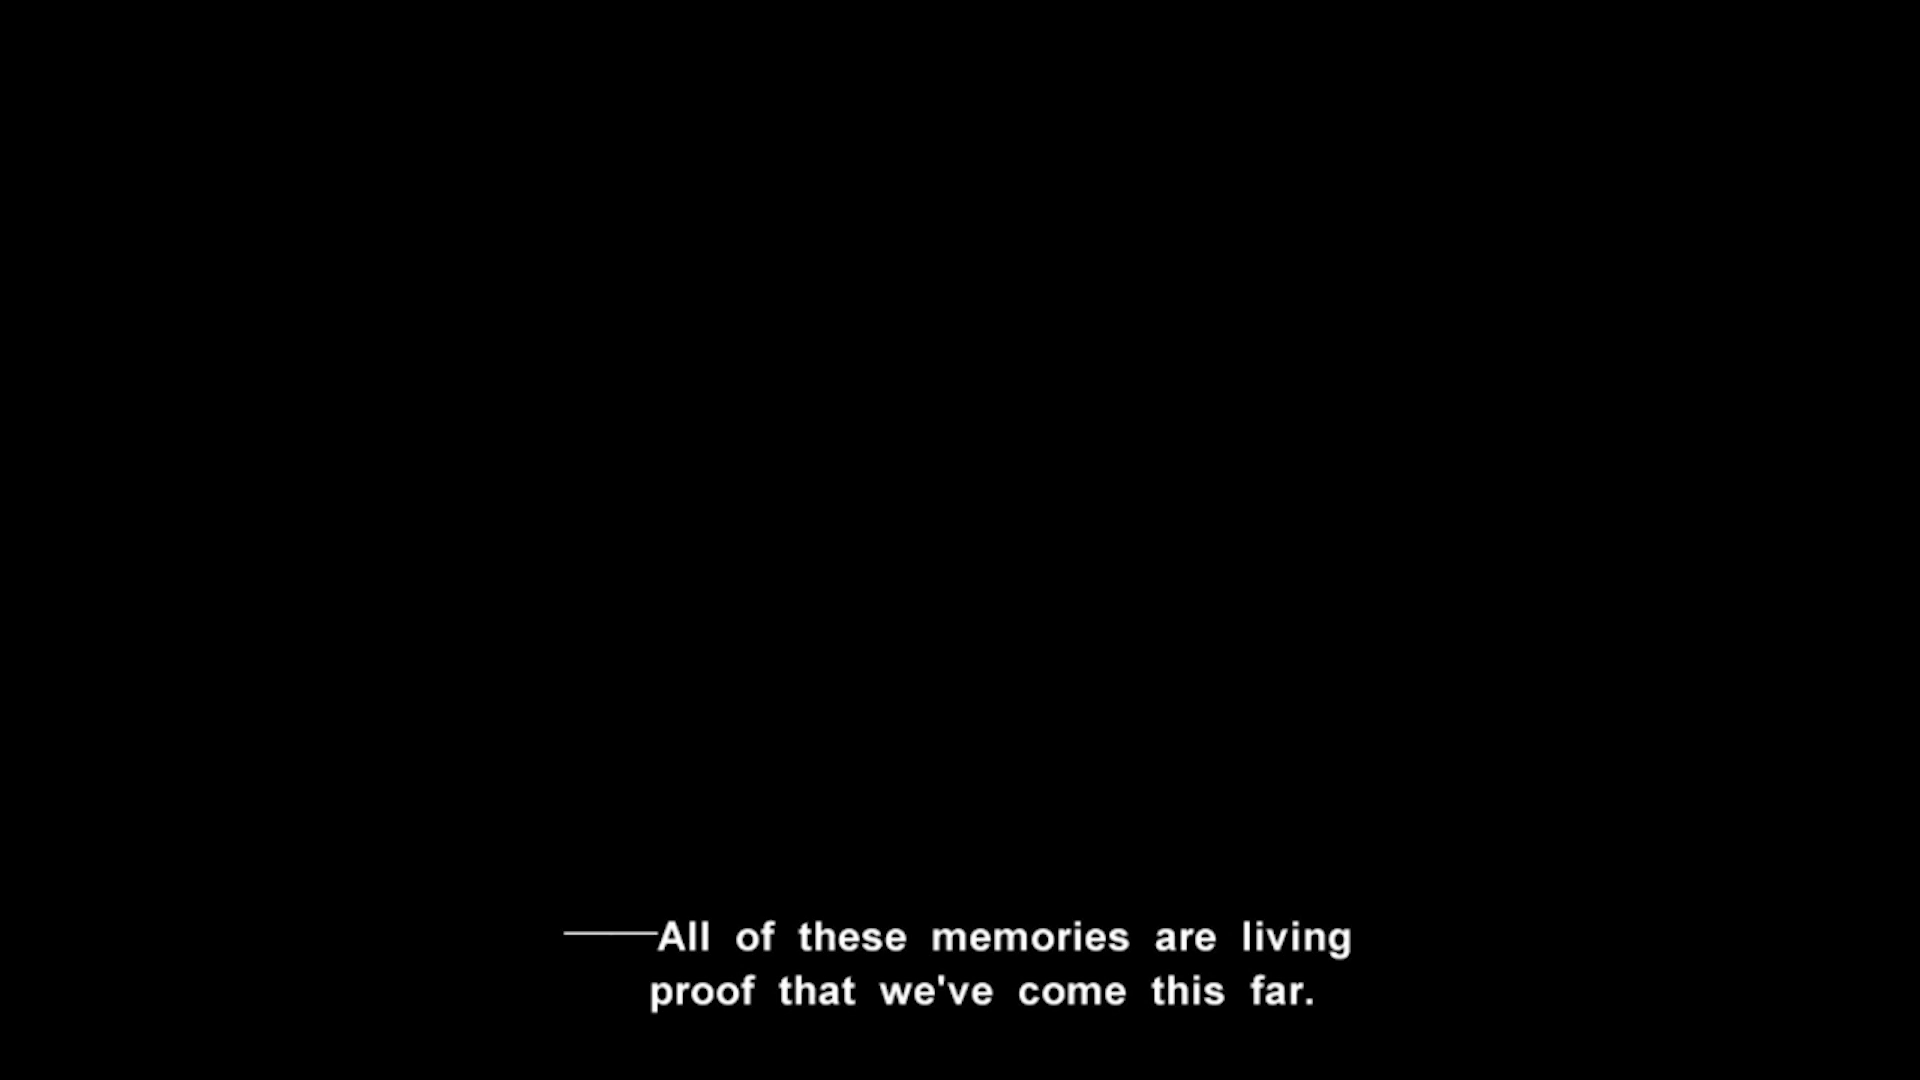 ——All of these memories are living
proof that we've come this far.